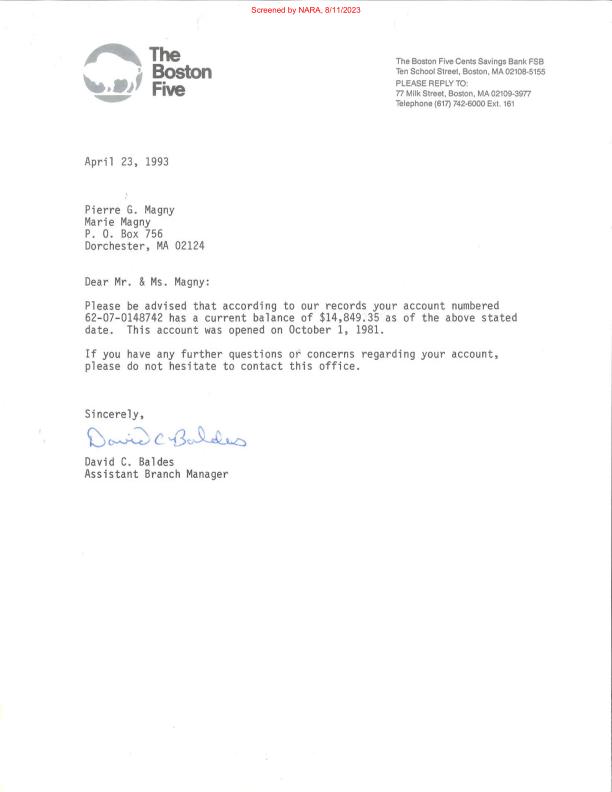 Screened by NARA, 8/11/2023
The
Boston
Five
The Boston Five Cents Savings Bank FSB
Ten School Street, Boston, MA 02108-5155
PLEASE REPLY TO:
77 Milk Street, Boston, MA 02109-3977
Telephone (617) 742-6000 Ext. 161
April 23, 1993
Pierre G. Magny
Marie Magny
P. O. Box 756
Dorchester, MA 02124
Dear Mr. & Ms. Magny:
Please be advised that according to our records your account numbered
62-07-0148742 has a current balance of $14,849.35 as of the above stated
date. This account was opened on October 1, 1981.
If you have any further questions or concerns regarding your account,
please do not hesitate to contact this office.
Sincerely,
David C Baldes
David C. Baldes
Assistant Branch Manager